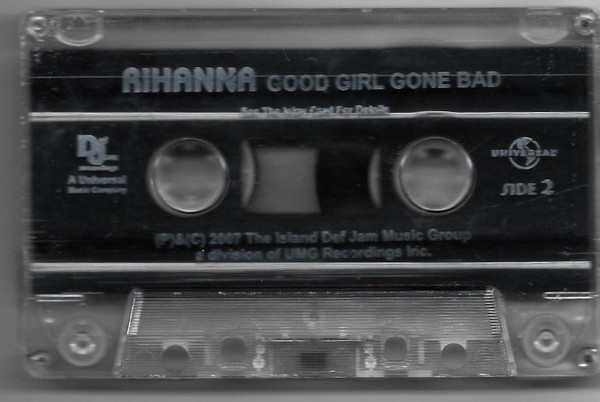 RIHANNA GOOD GIRL GONE BAD
See The Inlay Card For Details
Def Jam
recordings
A Universal
Music Company
UNIVERSAL
SIDE 2
(P)&(C) 2007 The Island Def Jam Music Group
a division of UMG Recordings Inc.